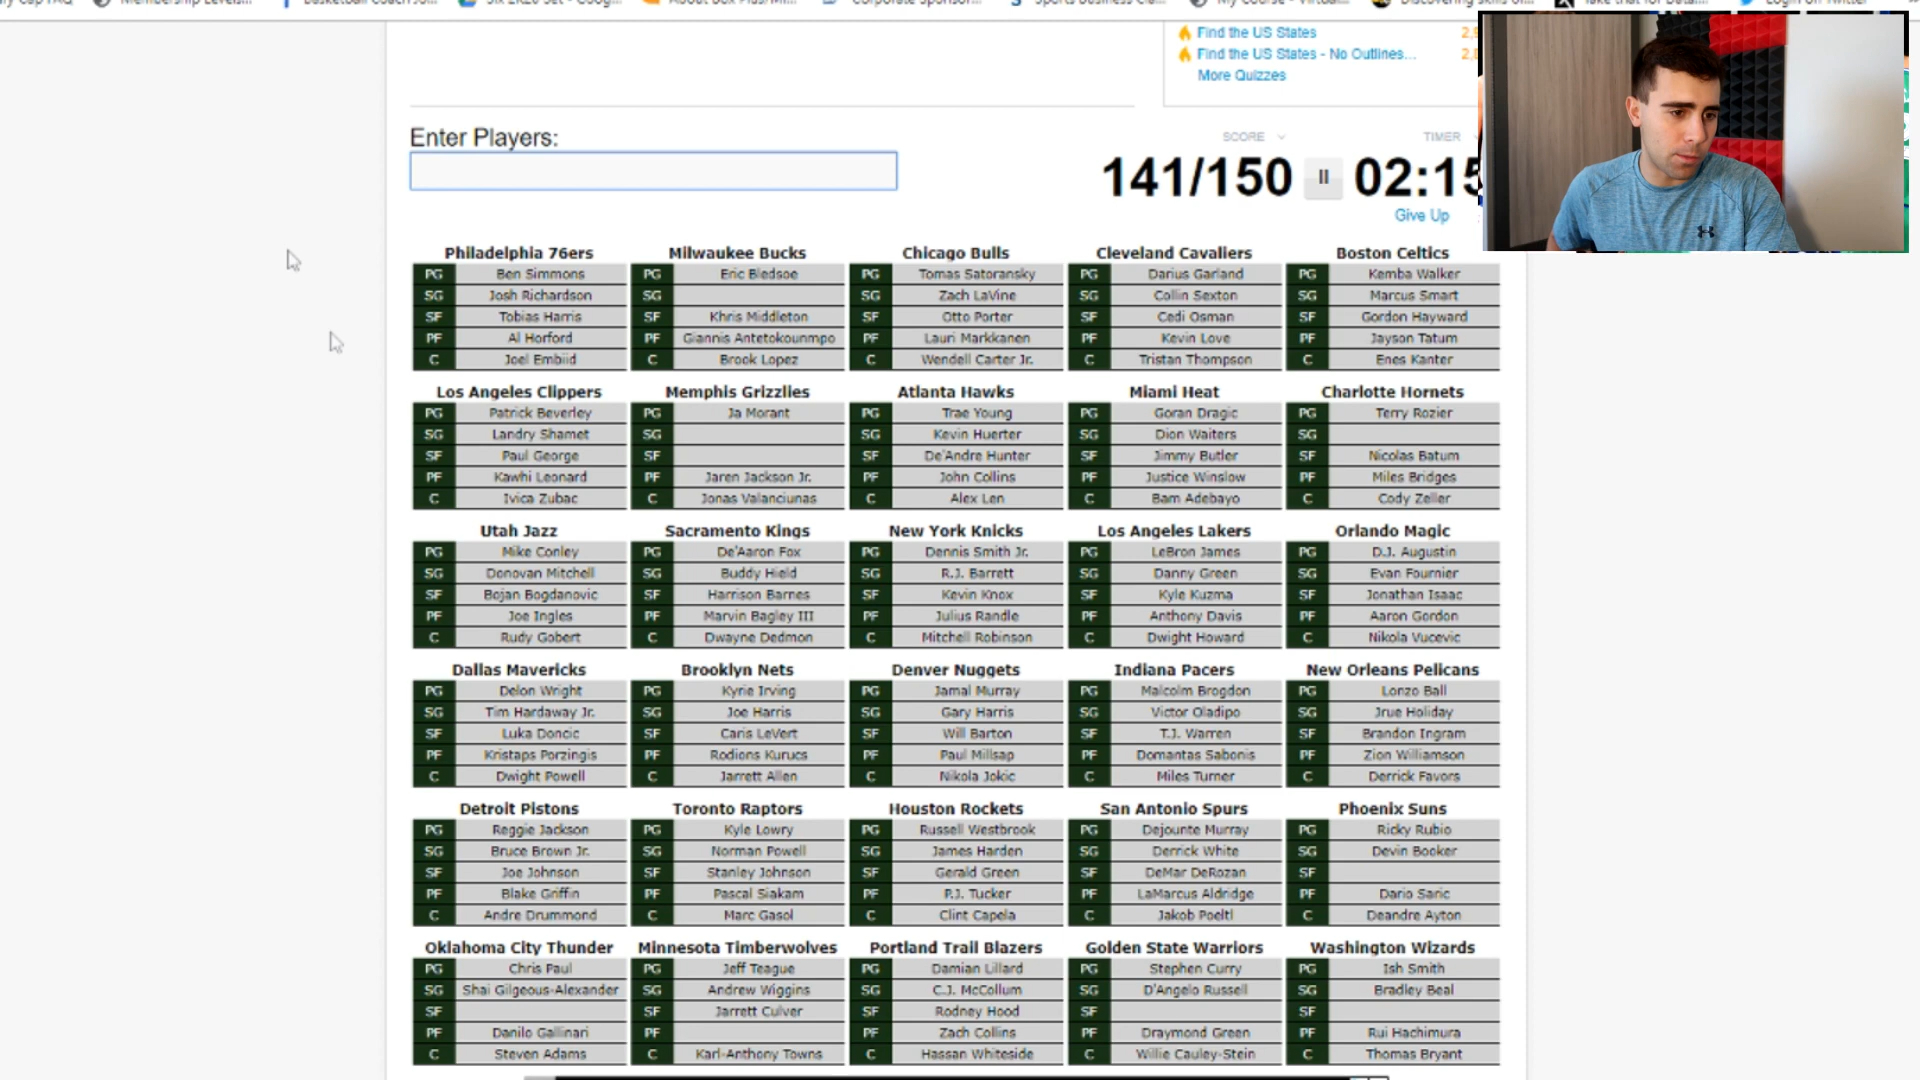 Find the US States
Find the US States - No Outlines...
More Quizzes
Enter Players:
SCORE
TIMER
141/150
02:15
Give Up
Philadelphia 76ers
PG Ben Simmons
SG Josh Richardson
SF Tobias Harris
PF Al Horford
C Joel Embiid
Milwaukee Bucks
PG Eric Bledsoe
SG
SF Khris Middleton
PF Giannis Antetokounmpo
C Brook Lopez
Chicago Bulls
PG Tomas Satoransky
SG Zach LaVine
SF Otto Porter
PF Lauri Markkanen
C Wendell Carter Jr.
Cleveland Cavaliers
PG Darius Garland
SG Collin Sexton
SF Cedi Osman
PF Kevin Love
C Tristan Thompson
Boston Celtics
PG Kemba Walker
SG Marcus Smart
SF Gordon Hayward
PF Jayson Tatum
C Enes Kanter
Los Angeles Clippers
PG Patrick Beverley
SG Landry Shamet
SF Paul George
PF Kawhi Leonard
C Ivica Zubac
Memphis Grizzlies
PG Ja Morant
SG
SF
PF Jaren Jackson Jr.
C Jonas Valanciunas
Atlanta Hawks
PG Trae Young
SG Kevin Huerter
SF De'Andre Hunter
PF John Collins
C Alex Len
Miami Heat
PG Goran Dragic
SG Dion Waiters
SF Jimmy Butler
PF Justice Winslow
C Bam Adebayo
Charlotte Hornets
PG Terry Rozier
SG
SF Nicolas Batum
PF Miles Bridges
C Cody Zeller
Utah Jazz
PG Mike Conley
SG Donovan Mitchell
SF Bojan Bogdanovic
PF Joe Ingles
C Rudy Gobert
Sacramento Kings
PG De'Aaron Fox
SG Buddy Hield
SF Harrison Barnes
PF Marvin Bagley III
C Dwayne Dedmon
New York Knicks
PG Dennis Smith Jr.
SG R.J. Barrett
SF Kevin Knox
PF Julius Randle
C Mitchell Robinson
Los Angeles Lakers
PG LeBron James
SG Danny Green
SF Kyle Kuzma
PF Anthony Davis
C Dwight Howard
Orlando Magic
PG D.J. Augustin
SG Evan Fournier
SF Jonathan Isaac
PF Aaron Gordon
C Nikola Vucevic
Dallas Mavericks
PG Delon Wright
SG Tim Hardaway Jr.
SF Luka Doncic
PF Kristaps Porzingis
C Dwight Powell
Brooklyn Nets
PG Kyrie Irving
SG Joe Harris
SF Caris LeVert
PF Rodions Kurucs
C Jarrett Allen
Denver Nuggets
PG Jamal Murray
SG Gary Harris
SF Will Barton
PF Paul Millsap
C Nikola Jokic
Indiana Pacers
PG Malcolm Brogdon
SG Victor Oladipo
SF T.J. Warren
PF Domantas Sabonis
C Miles Turner
New Orleans Pelicans
PG Lonzo Ball
SG Jrue Holiday
SF Brandon Ingram
PF Zion Williamson
C Derrick Favors
Detroit Pistons
PG Reggie Jackson
SG Bruce Brown Jr.
SF Joe Johnson
PF Blake Griffin
C Andre Drummond
Toronto Raptors
PG Kyle Lowry
SG Norman Powell
SF Stanley Johnson
PF Pascal Siakam
C Marc Gasol
Houston Rockets
PG Russell Westbrook
SG James Harden
SF Gerald Green
PF P.J. Tucker
C Clint Capela
San Antonio Spurs
PG Dejounte Murray
SG Derrick White
SF DeMar DeRozan
PF LaMarcus Aldridge
C Jakob Poeltl
Phoenix Suns
PG Ricky Rubio
SG Devin Booker
SF
PF Dario Saric
C Deandre Ayton
Oklahoma City Thunder
PG Chris Paul
SG Shai Gilgeous-Alexander
SF
PF Danilo Gallinari
C Steven Adams
Minnesota Timberwolves
PG Jeff Teague
SG Andrew Wiggins
SF Jarrett Culver
PF
C Karl-Anthony Towns
Portland Trail Blazers
PG Damian Lillard
SG C.J. McCollum
SF Rodney Hood
PF Zach Collins
C Hassan Whiteside
Golden State Warriors
PG Stephen Curry
SG D'Angelo Russell
SF
PF Draymond Green
C Willie Cauley-Stein
Washington Wizards
PG Ish Smith
SG Bradley Beal
SF
PF Rui Hachimura
C Thomas Bryant